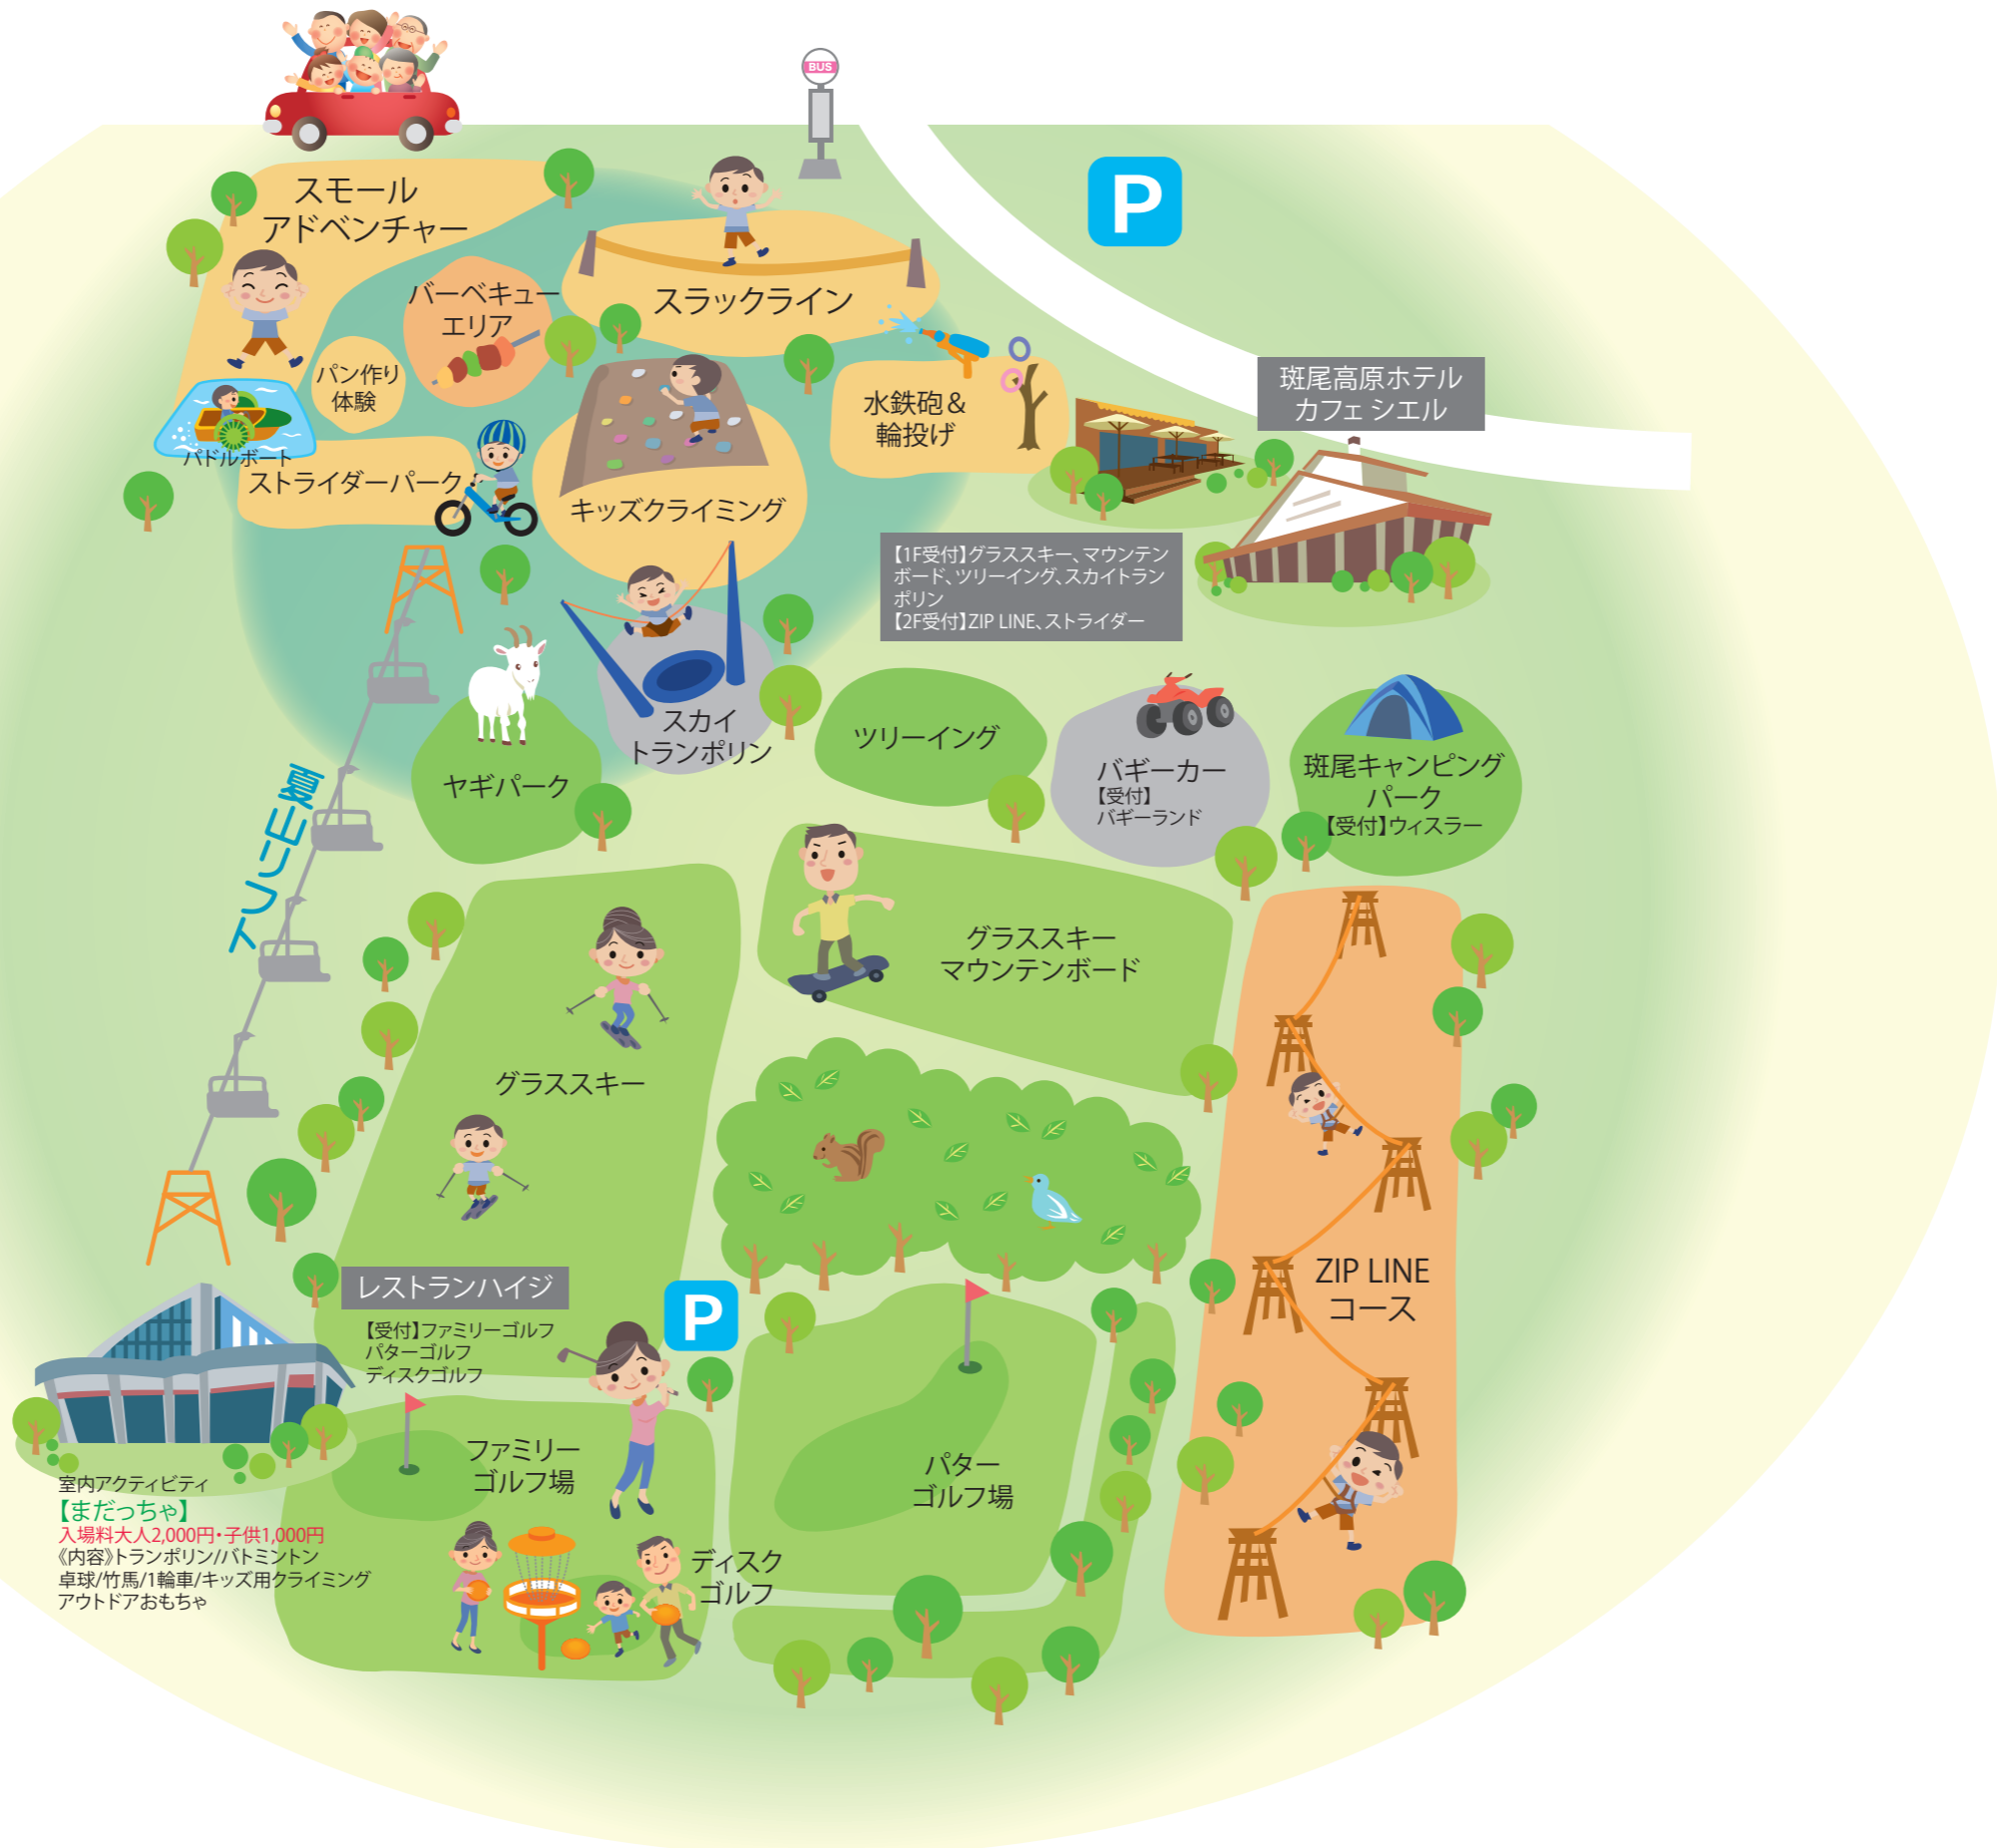 BUS
P
スモール
アドベンチャー
バーベキュー
エリア
スラックライン
パン作り
体験
水鉄砲＆
輪投げ
斑尾高原ホテル
カフェ シエル
パドルボート
ストライダーパーク
キッズクライミング
【1F受付】グラススキー、マウンテン
ボード、ツリーイング、スカイトラン
ポリン
【2F受付】ZIP LINE、ストライダー
スカイ
トランポリン
ツリーイング
ヤギパーク
バギーカー
【受付】
バギーランド
斑尾キャンピング
パーク
【受付】ウィスラー
夏山リフト
グラススキー
マウンテンボード
グラススキー
ZIP LINE
コース
レストランハイジ
【受付】ファミリーゴルフ
パターゴルフ
ディスクゴルフ
P
ファミリー
ゴルフ場
パター
ゴルフ場
ディスク
ゴルフ
室内アクティビティ
【まだっちゃ】
入場料大人2,000円・子供1,000円
《内容》トランポリン//バトミントン
卓球/竹馬/1輪車/キッズ用クライミング
アウトドアおもちゃ